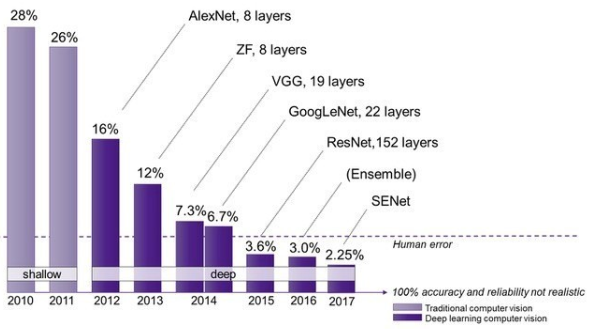 28%
AlexNet, 8 layers
26%
ZF, 8 layers
VGG, 19 layers
GoogLeNet, 22 layers
16%
ResNet,152 layers
12%
(Ensemble)
SENet
7.3%
6.7%
3.6%
3.0%
2.25%
Human error
shallow
deep
2010
2011
2012
2013
2014
2015
2016
2017
100% accuracy and reliability not realistic
Traditional computer vision
Deep learning computer vision